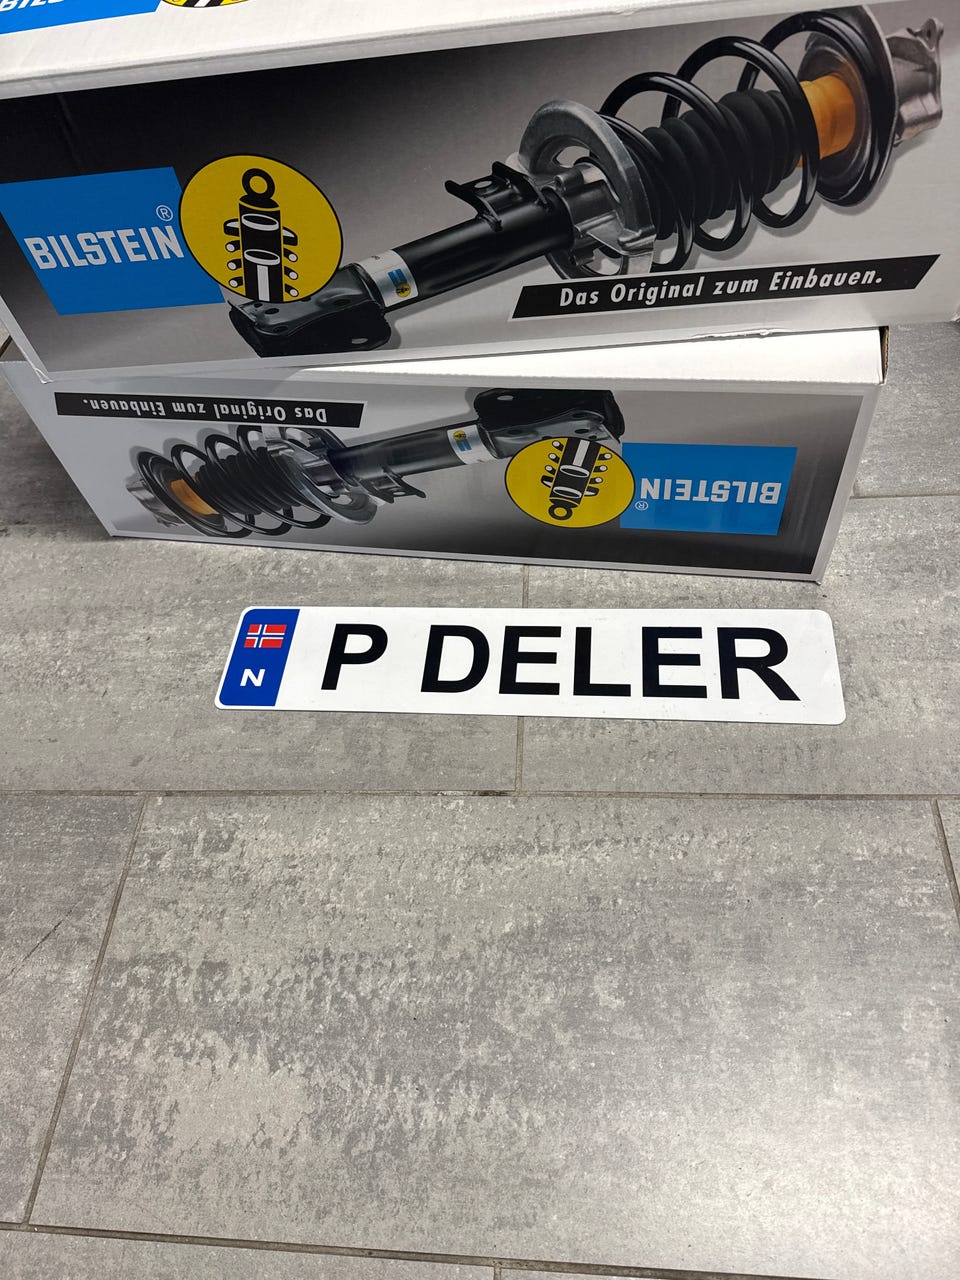 BILSTEIN®
Das Original zum Einbauen.
Das Original zum Einbauen.
BILSTEIN®
N
P DELER